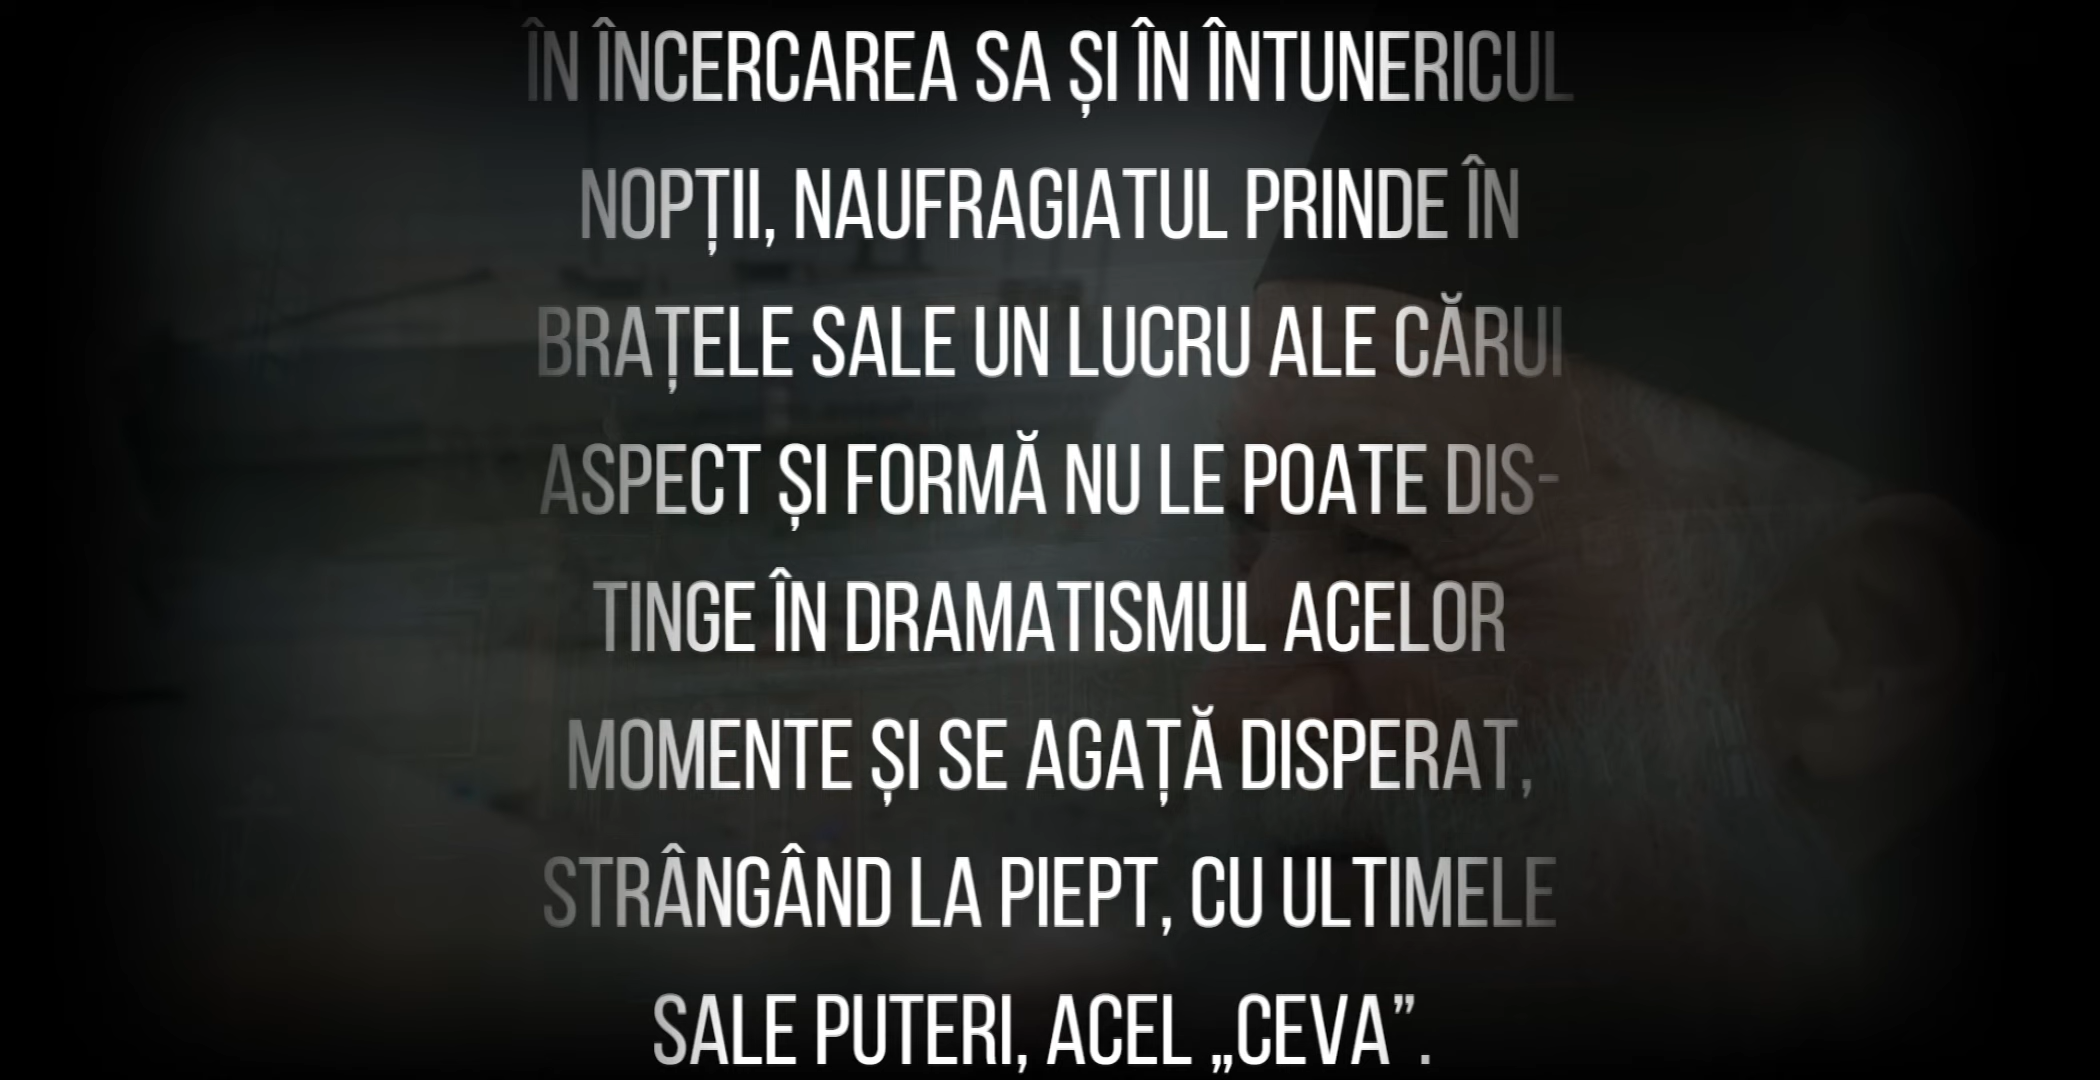 ÎN ÎNCERCAREA SA ȘI ÎN ÎNTUNERICUL
NOPȚII, NAUFRAGIATUL PRINDE ÎN
BRAȚELE SALE UN LUCRU ALE CĂRUI
ASPECT ȘI FORMĂ NU LE POATE DIS-
TINGE ÎN DRAMATISMUL ACELOR
MOMENTE ȘI SE AGAȚĂ DISPERAT,
STRÂNGÂND LA PIEPT, CU ULTIMELE
SALE PUTERI, ACEL „CEVA”.